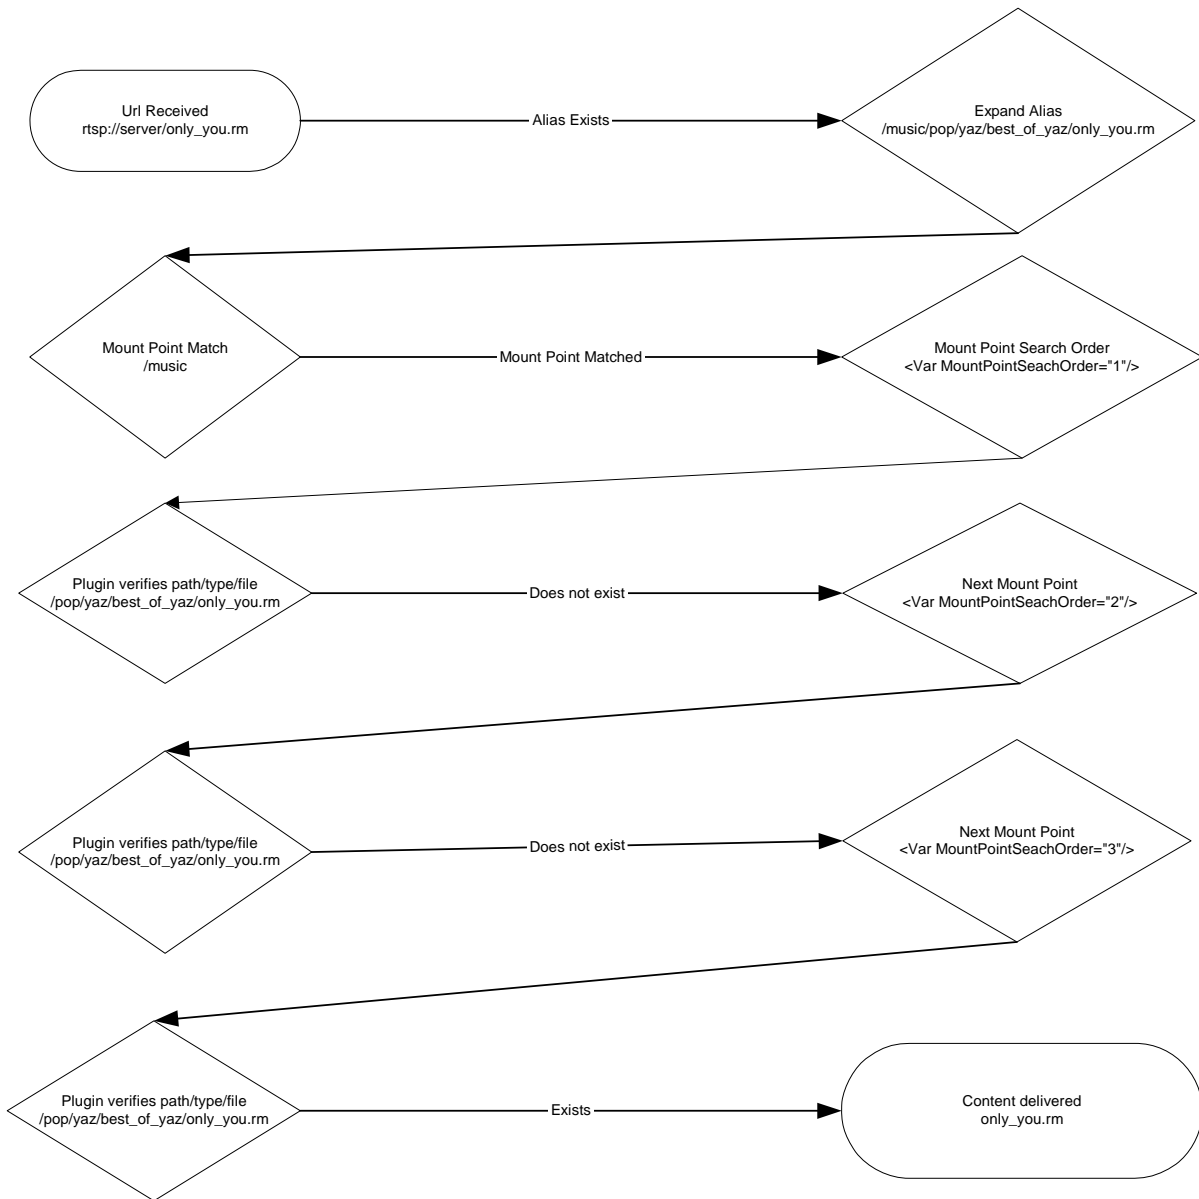 Url Received
rtsp://server/only_you.rm
Alias Exists
Expand Alias
/music/pop/yaz/best_of_yaz/only_you.rm
Mount Point Match
/music
Mount Point Matched
Mount Point Search Order
<Var MountPointSeachOrder="1"/>
Plugin verifies path/type/file
/pop/yaz/best_of_yaz/only_you.rm
Does not exist
Next Mount Point
<Var MountPointSeachOrder="2"/>
Plugin verifies path/type/file
/pop/yaz/best_of_yaz/only_you.rm
Does not exist
Next Mount Point
<Var MountPointSeachOrder="3"/>
Plugin verifies path/type/file
/pop/yaz/best_of_yaz/only_you.rm
Exists
Content delivered
only_you.rm